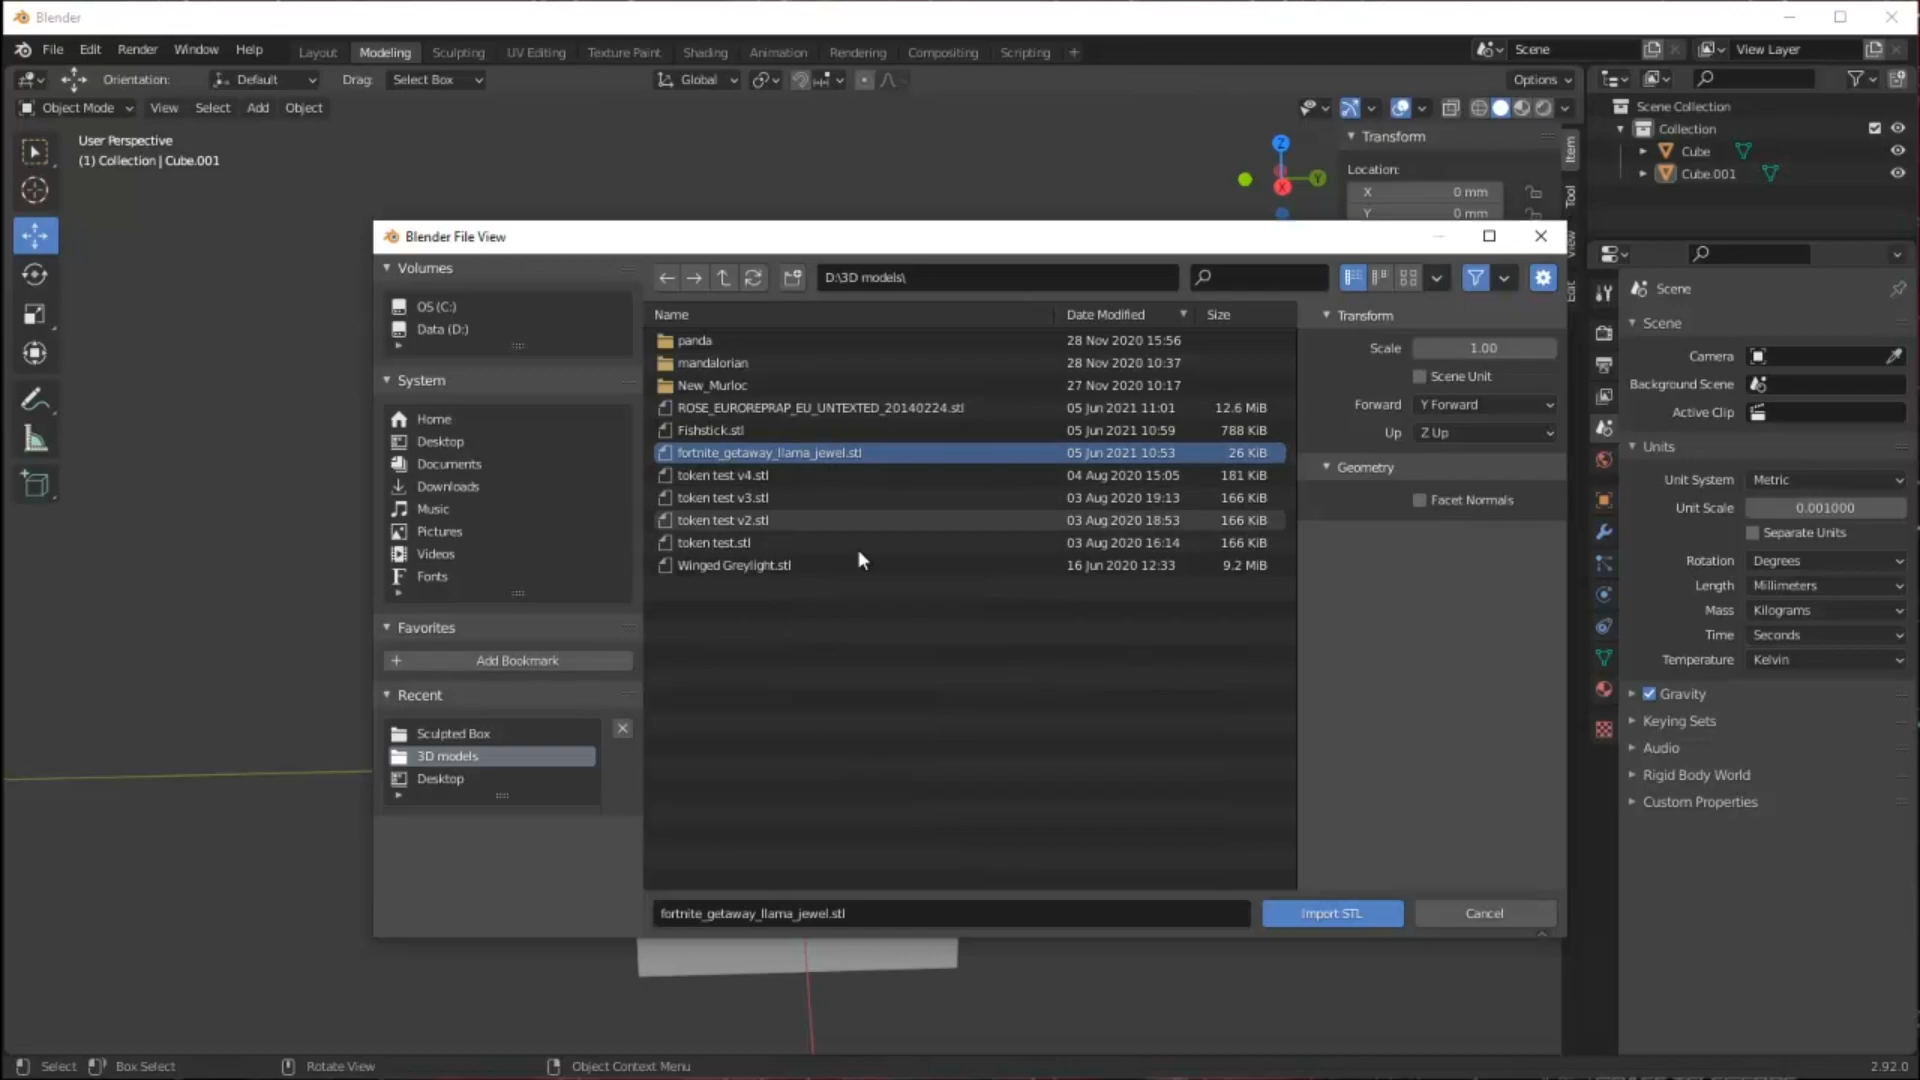 Blender
File Edit Render Window Help Layout Modeling Sculpting UV Editing Texture Paint Shading Animation Rendering Compositing Scripting + Scene View Layer
Orientation: Default Drag: Select Box Global Options
Object Mode View Select Add Object
User Perspective
(1) Collection | Cube.001
Z
Y
X
Transform
Location:
X 0 mm
Y 0 mm
Item
Tool
View
Edit
Scene Collection
Collection
Cube
Cube.001
Blender File View
Volumes
OS (C:)
Data (D:)
System
Home
Desktop
Documents
Downloads
Music
Pictures
Videos
Fonts
Favorites
Add Bookmark
Recent
Sculpted Box
3D models
Desktop
D:\3D models\
Name Date Modified Size
panda 28 Nov 2020 15:56
mandalorian 28 Nov 2020 10:37
New_Murloc 27 Nov 2020 10:17
ROSE_EUROREPRAP_EU_UNTEXTED_20140224.stl 05 Jun 2021 11:01 12.6 MiB
Fishstick.stl 05 Jun 2021 10:59 788 KiB
fortnite_getaway_llama_jewel.stl 05 Jun 2021 10:53 26 KiB
token test v4.stl 04 Aug 2020 15:05 181 KiB
token test v3.stl 03 Aug 2020 19:13 166 KiB
token test v2.stl 03 Aug 2020 18:53 166 KiB
token test.stl 03 Aug 2020 16:14 166 KiB
Winged Greylight.stl 16 Jun 2020 12:33 9.2 MiB
Transform
Scale 1.00
Scene Unit
Forward Y Forward
Up Z Up
Geometry
Facet Normals
fortnite_getaway_llama_jewel.stl Import STL Cancel
Scene
Scene
Camera
Background Scene
Active Clip
Units
Unit System Metric
Unit Scale 0.001000
Separate Units
Rotation Degrees
Length Millimeters
Mass Kilograms
Time Seconds
Temperature Kelvin
Gravity
Keying Sets
Audio
Rigid Body World
Custom Properties
Select Box Select Rotate View Object Context Menu 2.92.0